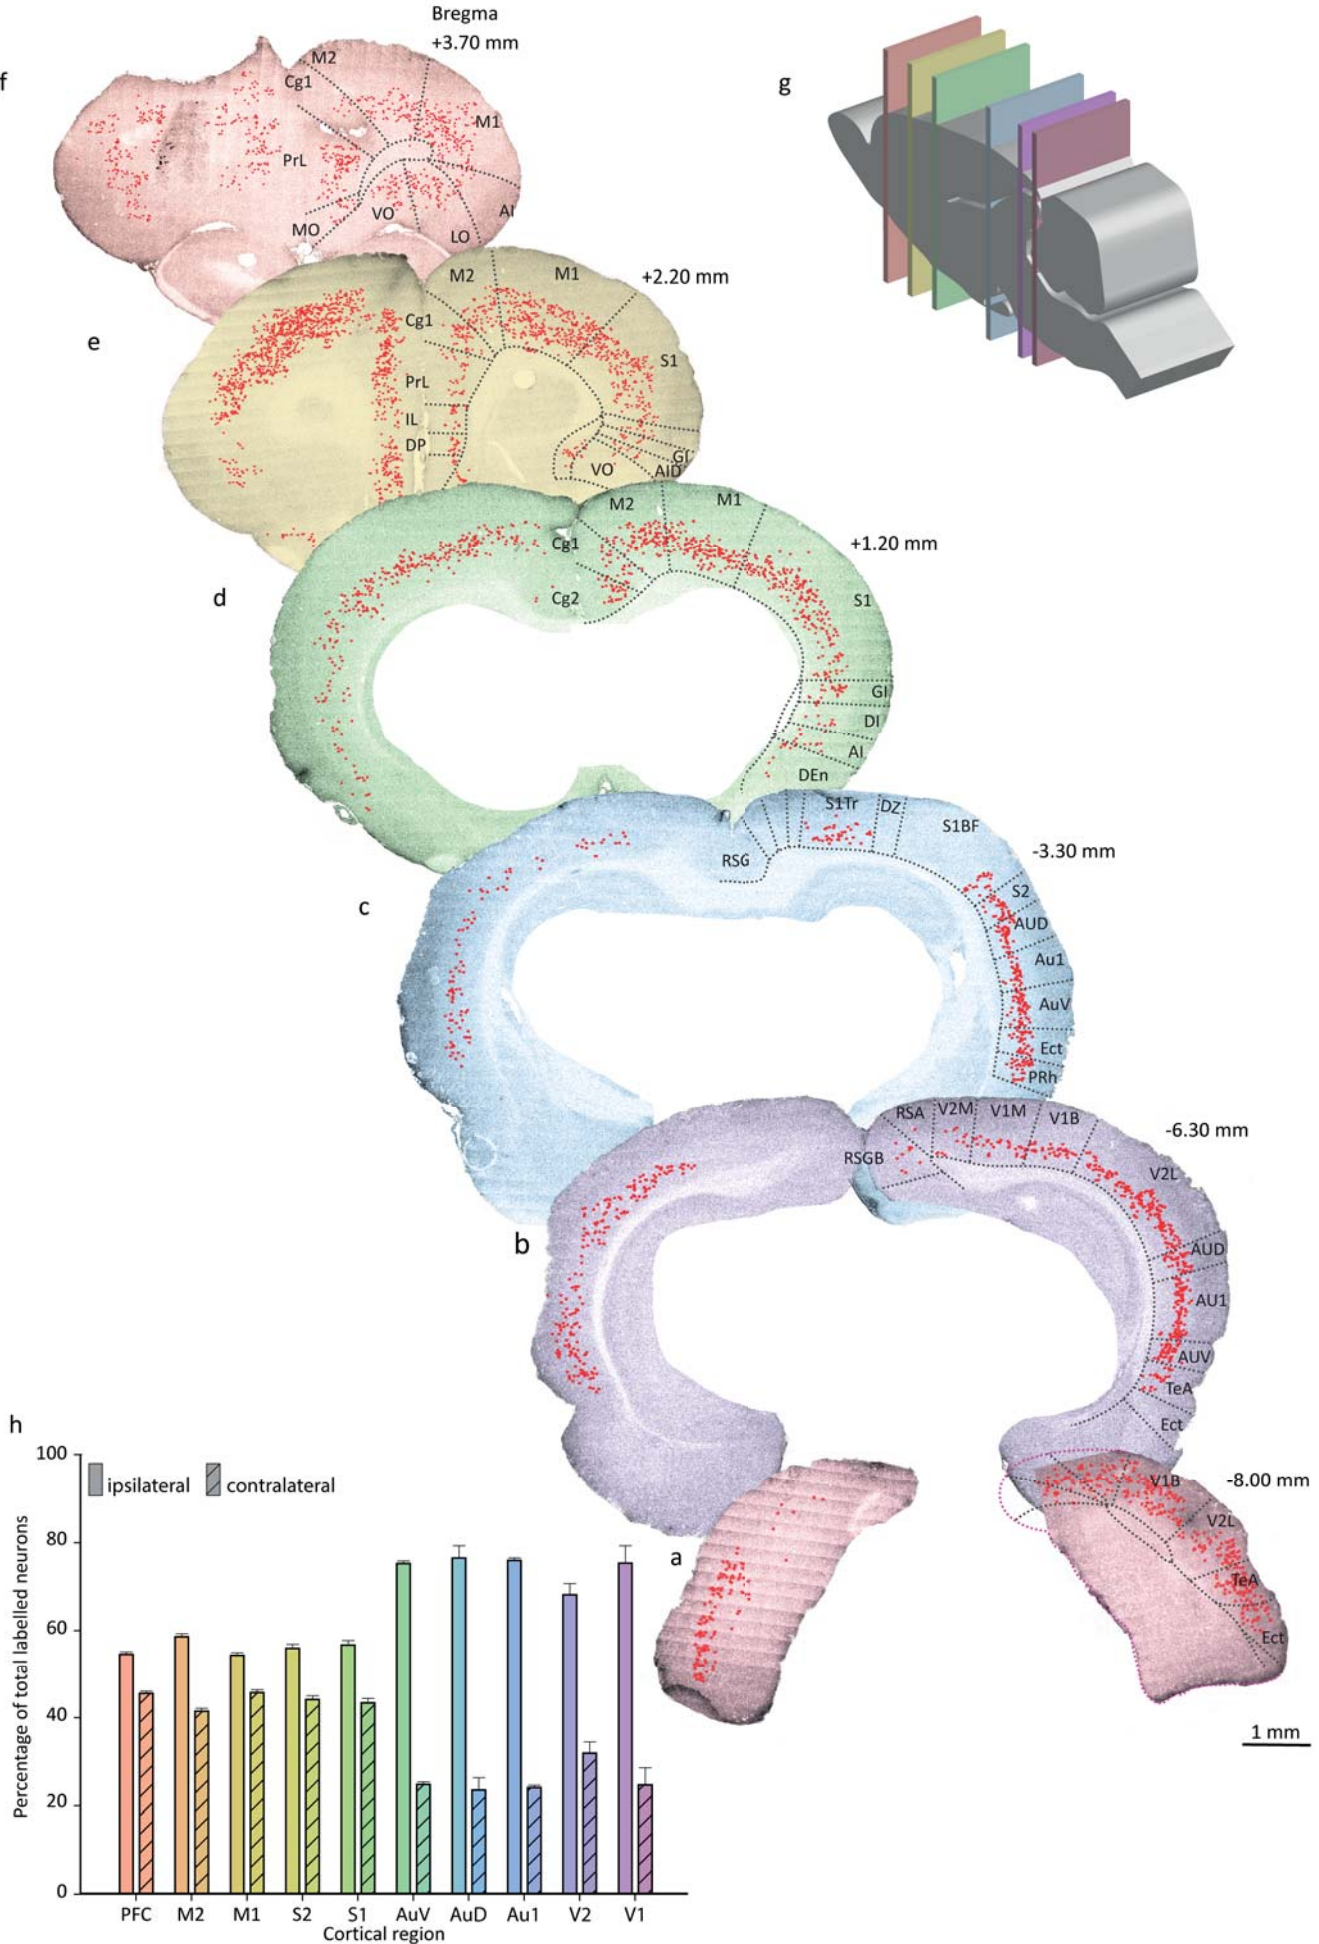 Bregma
+3.70 mm
f
M2
Cg1
M1
PrL
AI
VO
MO
LO
g
+2.20 mm
e
M2
M1
Cg1
S1
PrL
IL
DP
GI
VO
AID
+1.20 mm
d
M2
M1
Cg1
Cg2
S1
GI
DI
AI
DEn
-3.30 mm
c
S1Tr
DZ
S1BF
RSG
S2
AUD
Au1
AuV
Ect
PRh
-6.30 mm
b
RSA
V2M
V1M
V1B
RSGB
V2L
AUD
AU1
AUV
TeA
Ect
-8.00 mm
a
V1B
V2L
TeA
Ect
1 mm
h
ipsilateral
contralateral
Percentage of total labelled neurons
100
80
60
40
20
0
PFC M2 M1 S2 S1 AuV AuD Au1 V2 V1
Cortical region